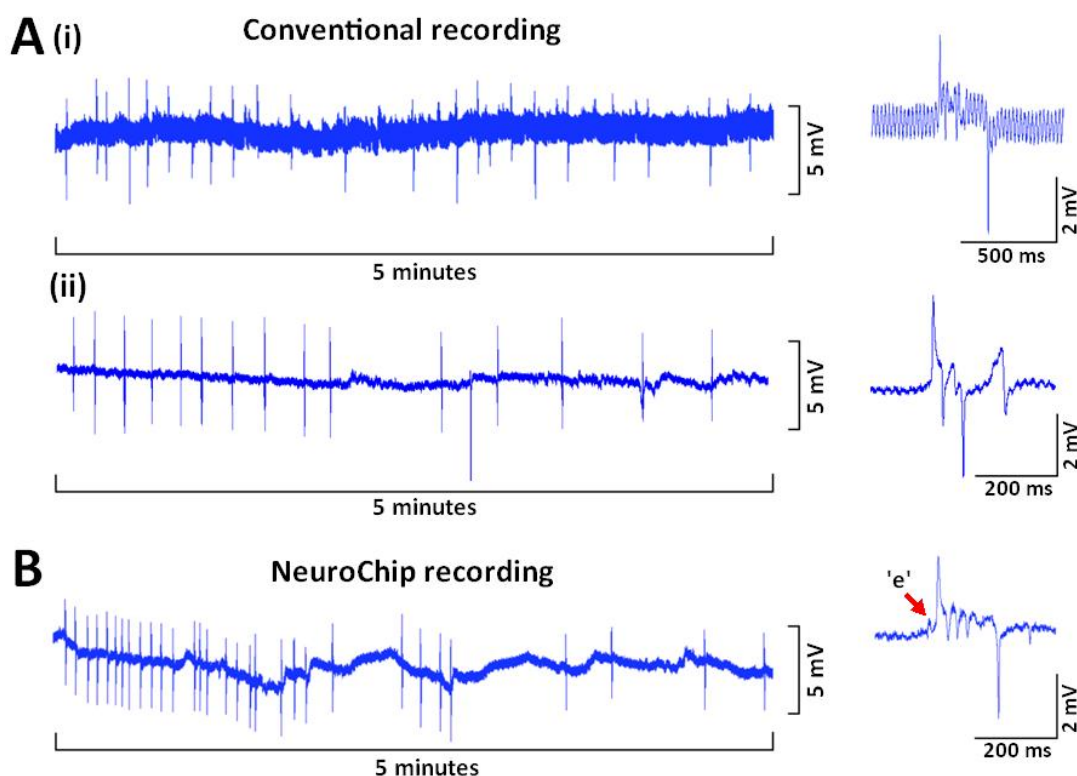 A (i) Conventional recording
5 mV
2 mV
500 ms
5 minutes
(ii)
5 mV
2 mV
200 ms
5 minutes
B NeuroChip recording
'e'
5 mV
2 mV
200 ms
5 minutes